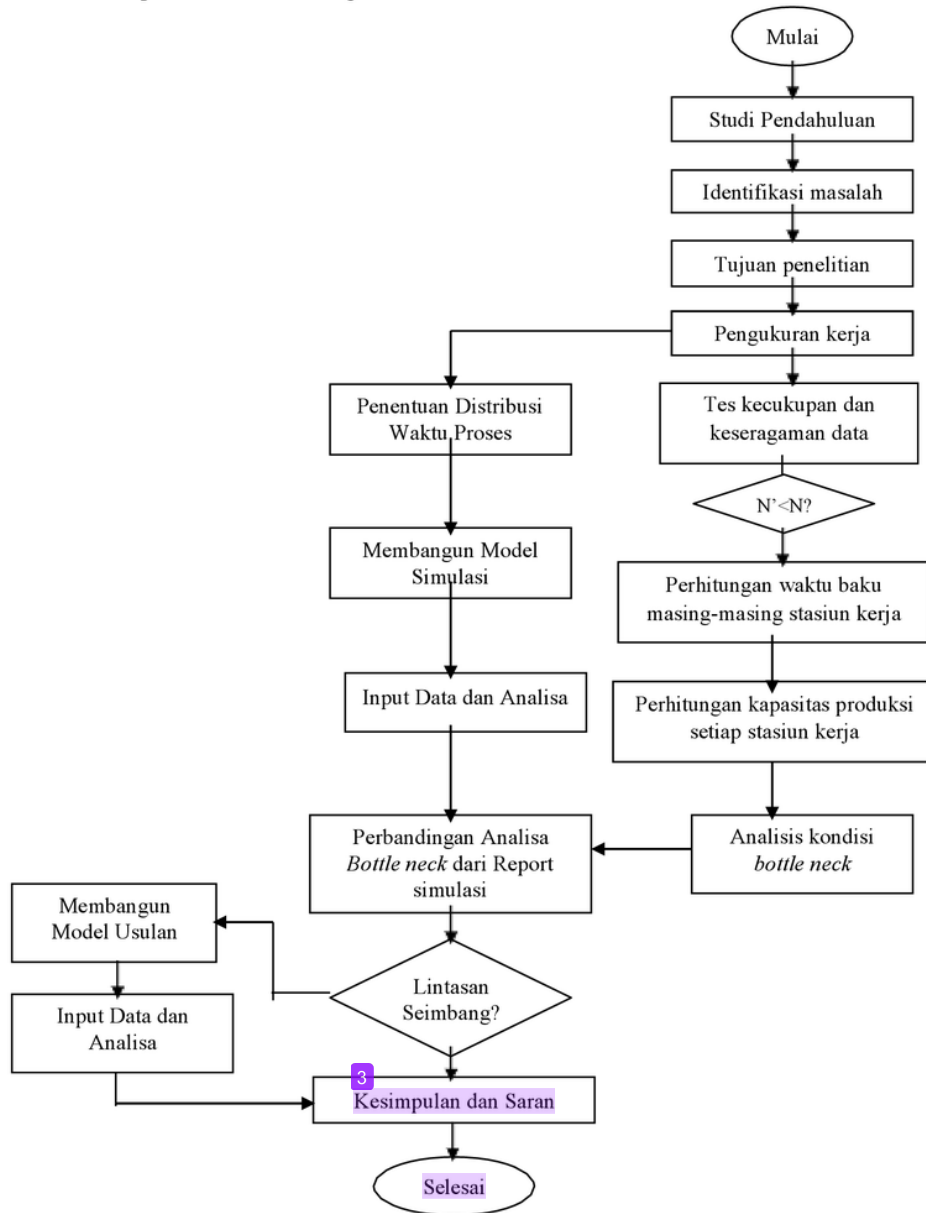 Mulai
Studi Pendahuluan
Identifikasi masalah
Tujuan penelitian
Pengukuran kerja
Penentuan Distribusi
Waktu Proses
Tes kecukupan dan
keseragaman data
N’<N?
Membangun Model
Simulasi
Perhitungan waktu baku
masing-masing stasiun kerja
Input Data dan Analisa
Perhitungan kapasitas produksi
setiap stasiun kerja
Perbandingan Analisa
Bottle neck dari Report
simulasi
Analisis kondisi
bottle neck
Membangun
Model Usulan
Lintasan
Seimbang?
Input Data dan
Analisa
3
Kesimpulan dan Saran
Selesai